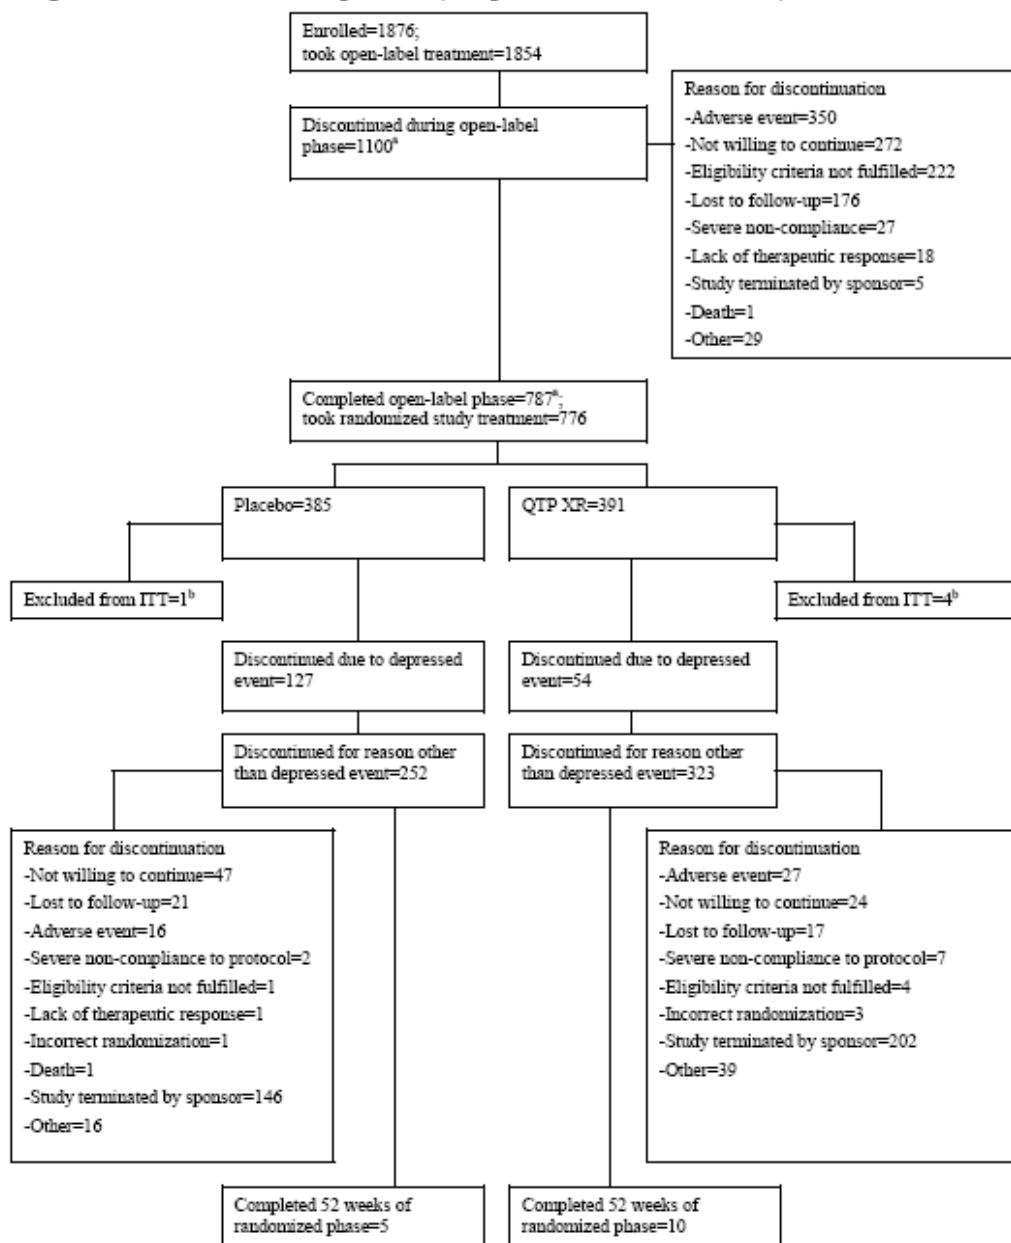 Enrolled=1876;
took open-label treatment=1854
Discontinued during open-label
phase=1100ª
Reason for discontinuation
-Adverse event=350
-Not willing to continue=272
-Eligibility criteria not fulfilled=222
-Lost to follow-up=176
-Severe non-compliance=27
-Lack of therapeutic response=18
-Study terminated by sponsor=5
-Death=1
-Other=29
Completed open-label phase=787ª;
took randomized study treatment=776
Placebo=385
QTP XR=391
Excluded from ITT=1ᵇ
Excluded from ITT=4ᵇ
Discontinued due to depressed
event=127
Discontinued due to depressed
event=54
Discontinued for reason other
than depressed event=252
Discontinued for reason other
than depressed event=323
Reason for discontinuation
-Not willing to continue=47
-Lost to follow-up=21
-Adverse event=16
-Severe non-compliance to protocol=2
-Eligibility criteria not fulfilled=1
-Lack of therapeutic response=1
-Incorrect randomization=1
-Death=1
-Study terminated by sponsor=146
-Other=16
Reason for discontinuation
-Adverse event=27
-Not willing to continue=24
-Lost to follow-up=17
-Severe non-compliance to protocol=7
-Eligibility criteria not fulfilled=4
-Incorrect randomization=3
-Study terminated by sponsor=202
-Other=39
Completed 52 weeks of
randomized phase=5
Completed 52 weeks of
randomized phase=10